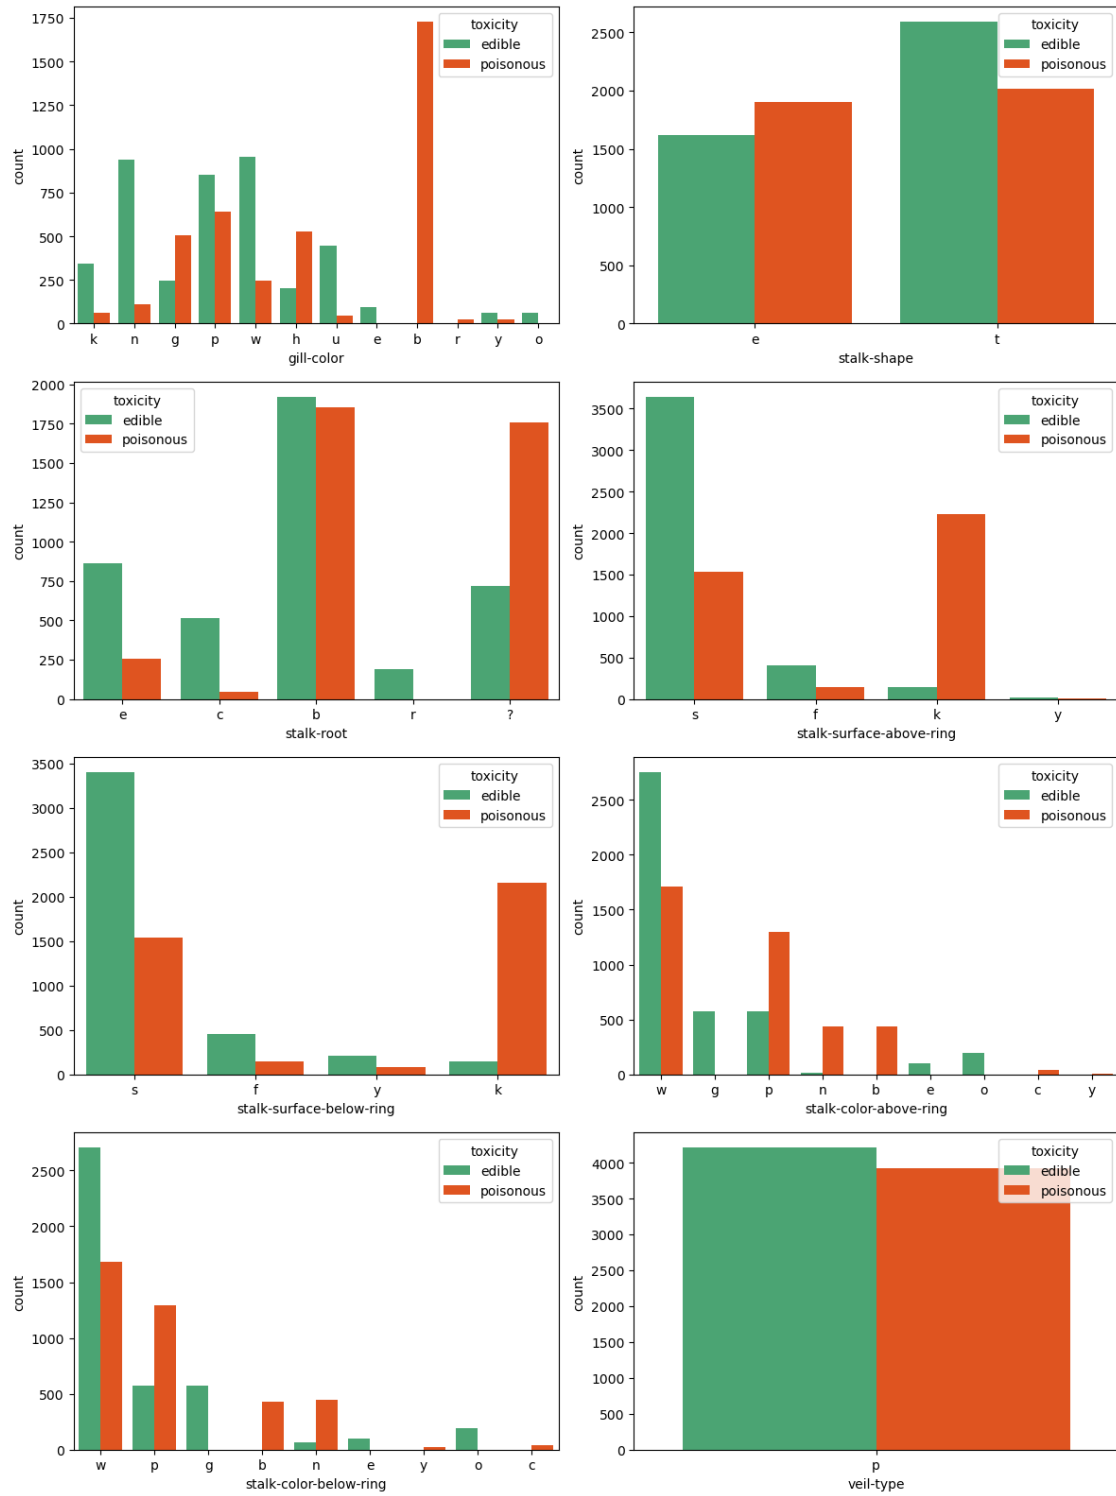 1750
1500
1250
1000
750
500
250
0
count
toxicity
edible
poisonous
k n g p w h u e b r y o
gill-color
2500
2000
1500
1000
500
0
count
toxicity
edible
poisonous
e t
stalk-shape
2000
1750
1500
1250
1000
750
500
250
0
count
toxicity
edible
poisonous
e c b r ?
stalk-root
3500
3000
2500
2000
1500
1000
500
0
count
toxicity
edible
poisonous
s f k y
stalk-surface-above-ring
3500
3000
2500
2000
1500
1000
500
0
count
toxicity
edible
poisonous
s f y k
stalk-surface-below-ring
2500
2000
1500
1000
500
0
count
toxicity
edible
poisonous
w g p n b e o c y
stalk-color-above-ring
2500
2000
1500
1000
500
0
count
toxicity
edible
poisonous
w p g b n e y o c
stalk-color-below-ring
4000
3500
3000
2500
2000
1500
1000
500
0
count
toxicity
edible
poisonous
p
veil-type